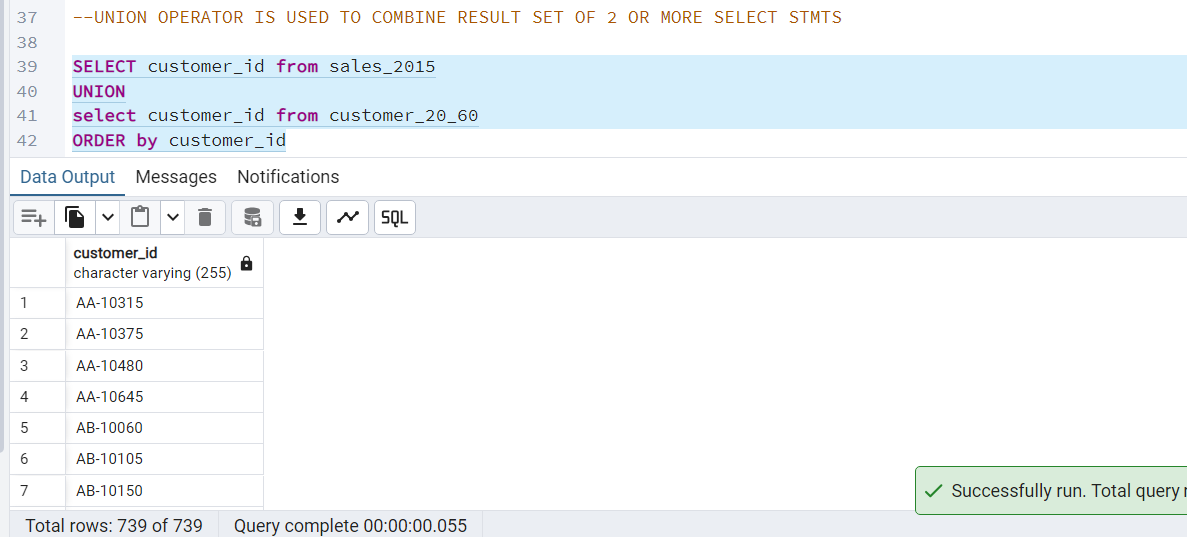 37 --UNION OPERATOR IS USED TO COMBINE RESULT SET OF 2 OR MORE SELECT STMTS
38
39 SELECT customer_id from sales_2015
40 UNION
41 select customer_id from customer_20_60
42 ORDER by customer_id
Data Output Messages Notifications
SQL
customer_id
character varying (255)
1 AA-10315
2 AA-10375
3 AA-10480
4 AA-10645
5 AB-10060
6 AB-10105
7 AB-10150
Successfully run. Total query
Total rows: 739 of 739 Query complete 00:00:00.055